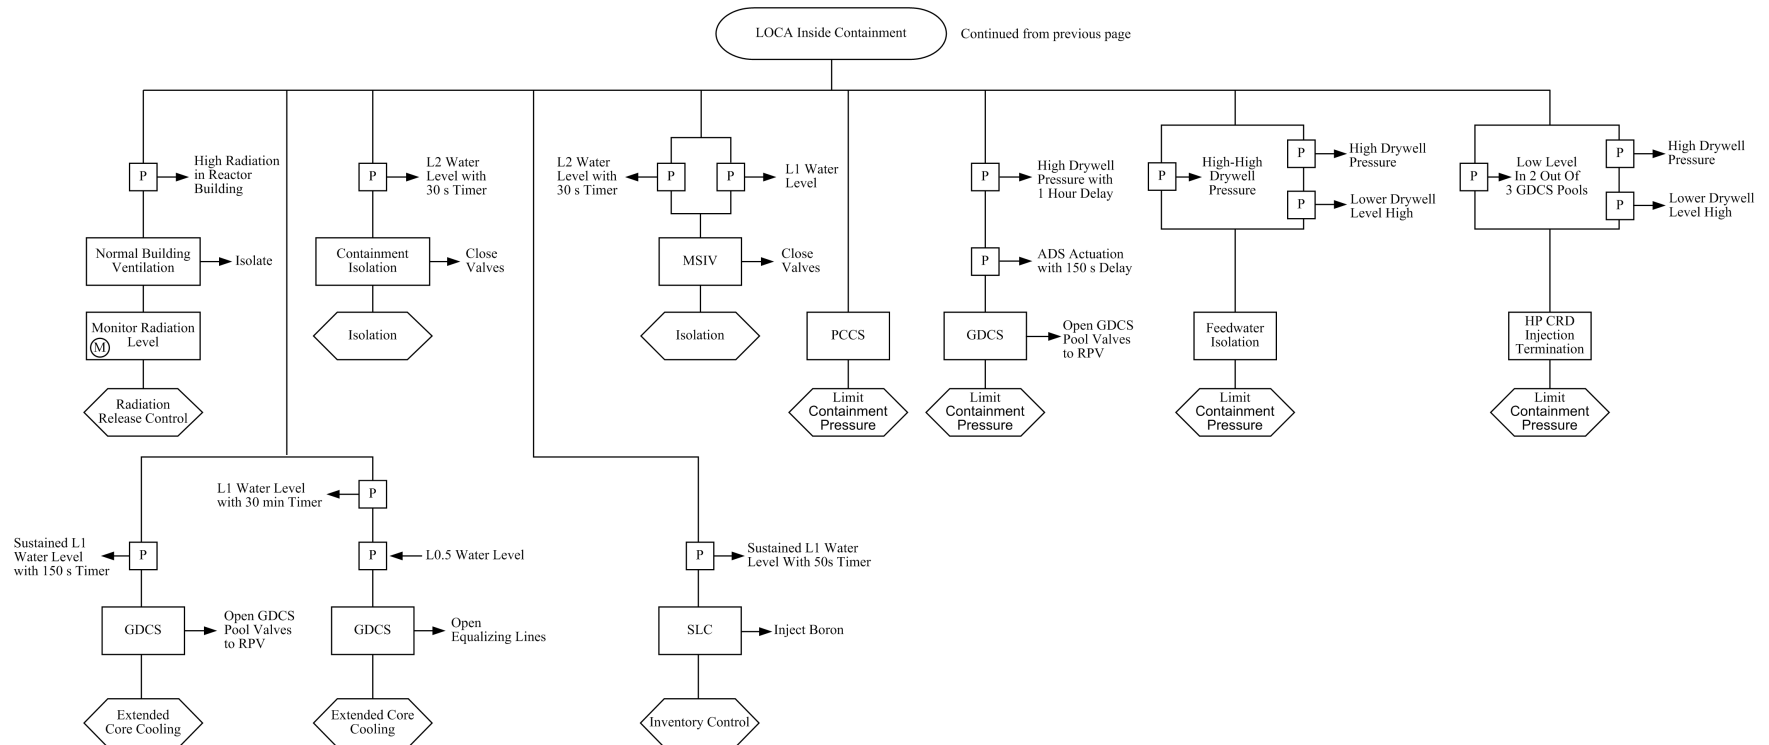 LOCA Inside Containment
Continued from previous page
P
High Radiation
in Reactor
Building
Normal Building
Ventilation
Isolate
Monitor Radiation
Level
M
Radiation
Release Control
P
L2 Water
Level with
30 s Timer
Containment
Isolation
Close
Valves
Isolation
L2 Water
Level with
30 s Timer
P
P
L1 Water
Level
MSIV
Close
Valves
Isolation
PCCS
Limit
Containment
Pressure
P
High Drywell
Pressure with
1 Hour Delay
P
ADS Actuation
with 150 s Delay
GDCS
Open GDCS
Pool Valves
to RPV
Limit
Containment
Pressure
P
High-High
Drywell
Pressure
P
High Drywell
Pressure
P
Lower Drywell
Level High
Feedwater
Isolation
Limit
Containment
Pressure
P
Low Level
In 2 Out Of
3 GDCS Pools
P
High Drywell
Pressure
P
Lower Drywell
Level High
HP CRD
Injection
Termination
Limit
Containment
Pressure
Sustained L1
Water Level
with 150 s Timer
P
GDCS
Open GDCS
Pool Valves
to RPV
Extended
Core Cooling
L1 Water Level
with 30 min Timer
P
P
L0.5 Water Level
GDCS
Open
Equalizing Lines
Extended Core
Cooling
P
Sustained L1 Water
Level With 50s Timer
SLC
Inject Boron
Inventory Control